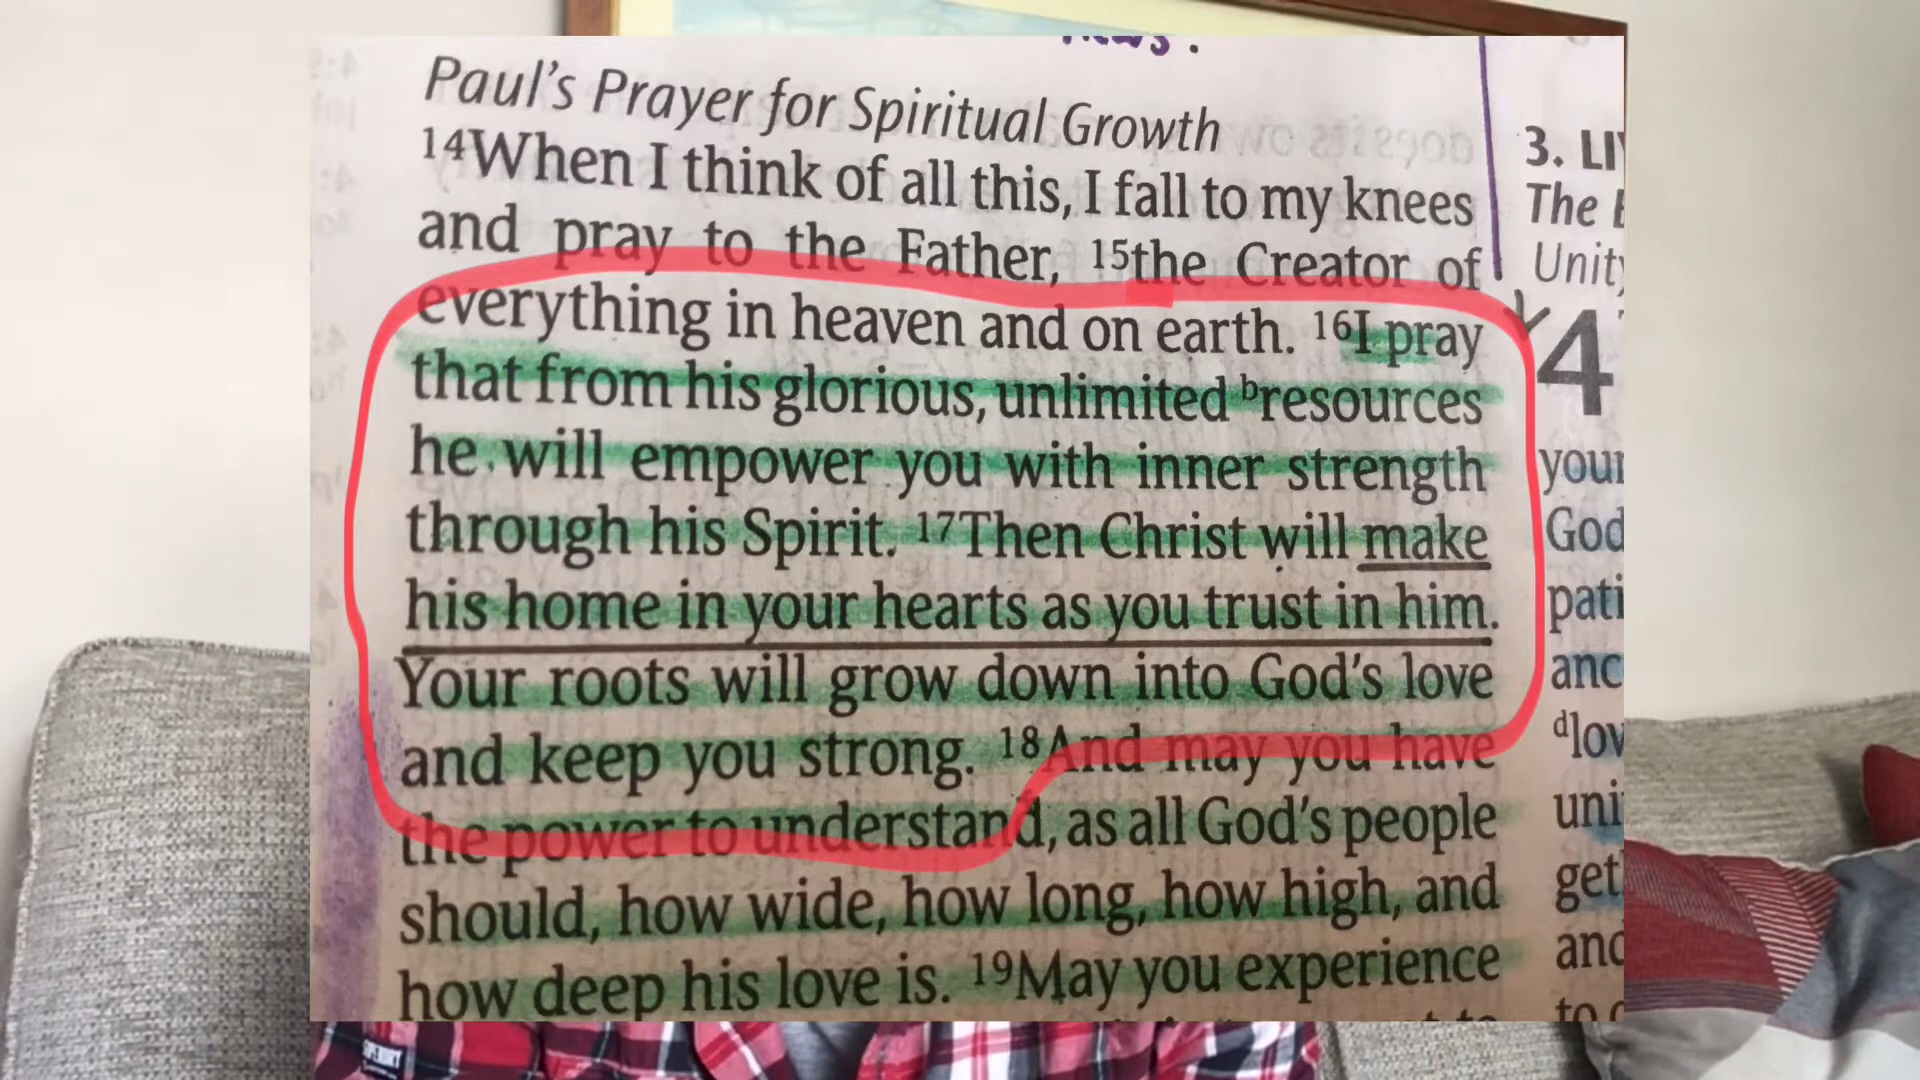 Paul's Prayer for Spiritual Growth
14When I think of all this, I fall to my knees
and pray to the Father, 15the Creator of
everything in heaven and on earth. 16I pray
that from his glorious, unlimited bresources
he will empower you with inner strength
through his Spirit. 17Then Christ will make
his home in your hearts as you trust in him.
Your roots will grow down into God's love
and keep you strong. 18And may you have
the power to understand, as all God's people
should, how wide, how long, how high, and
how deep his love is. 19May you experience
3. LI
The
Unity
4
your
God
pati
anc
dlov
uni
get
and
to